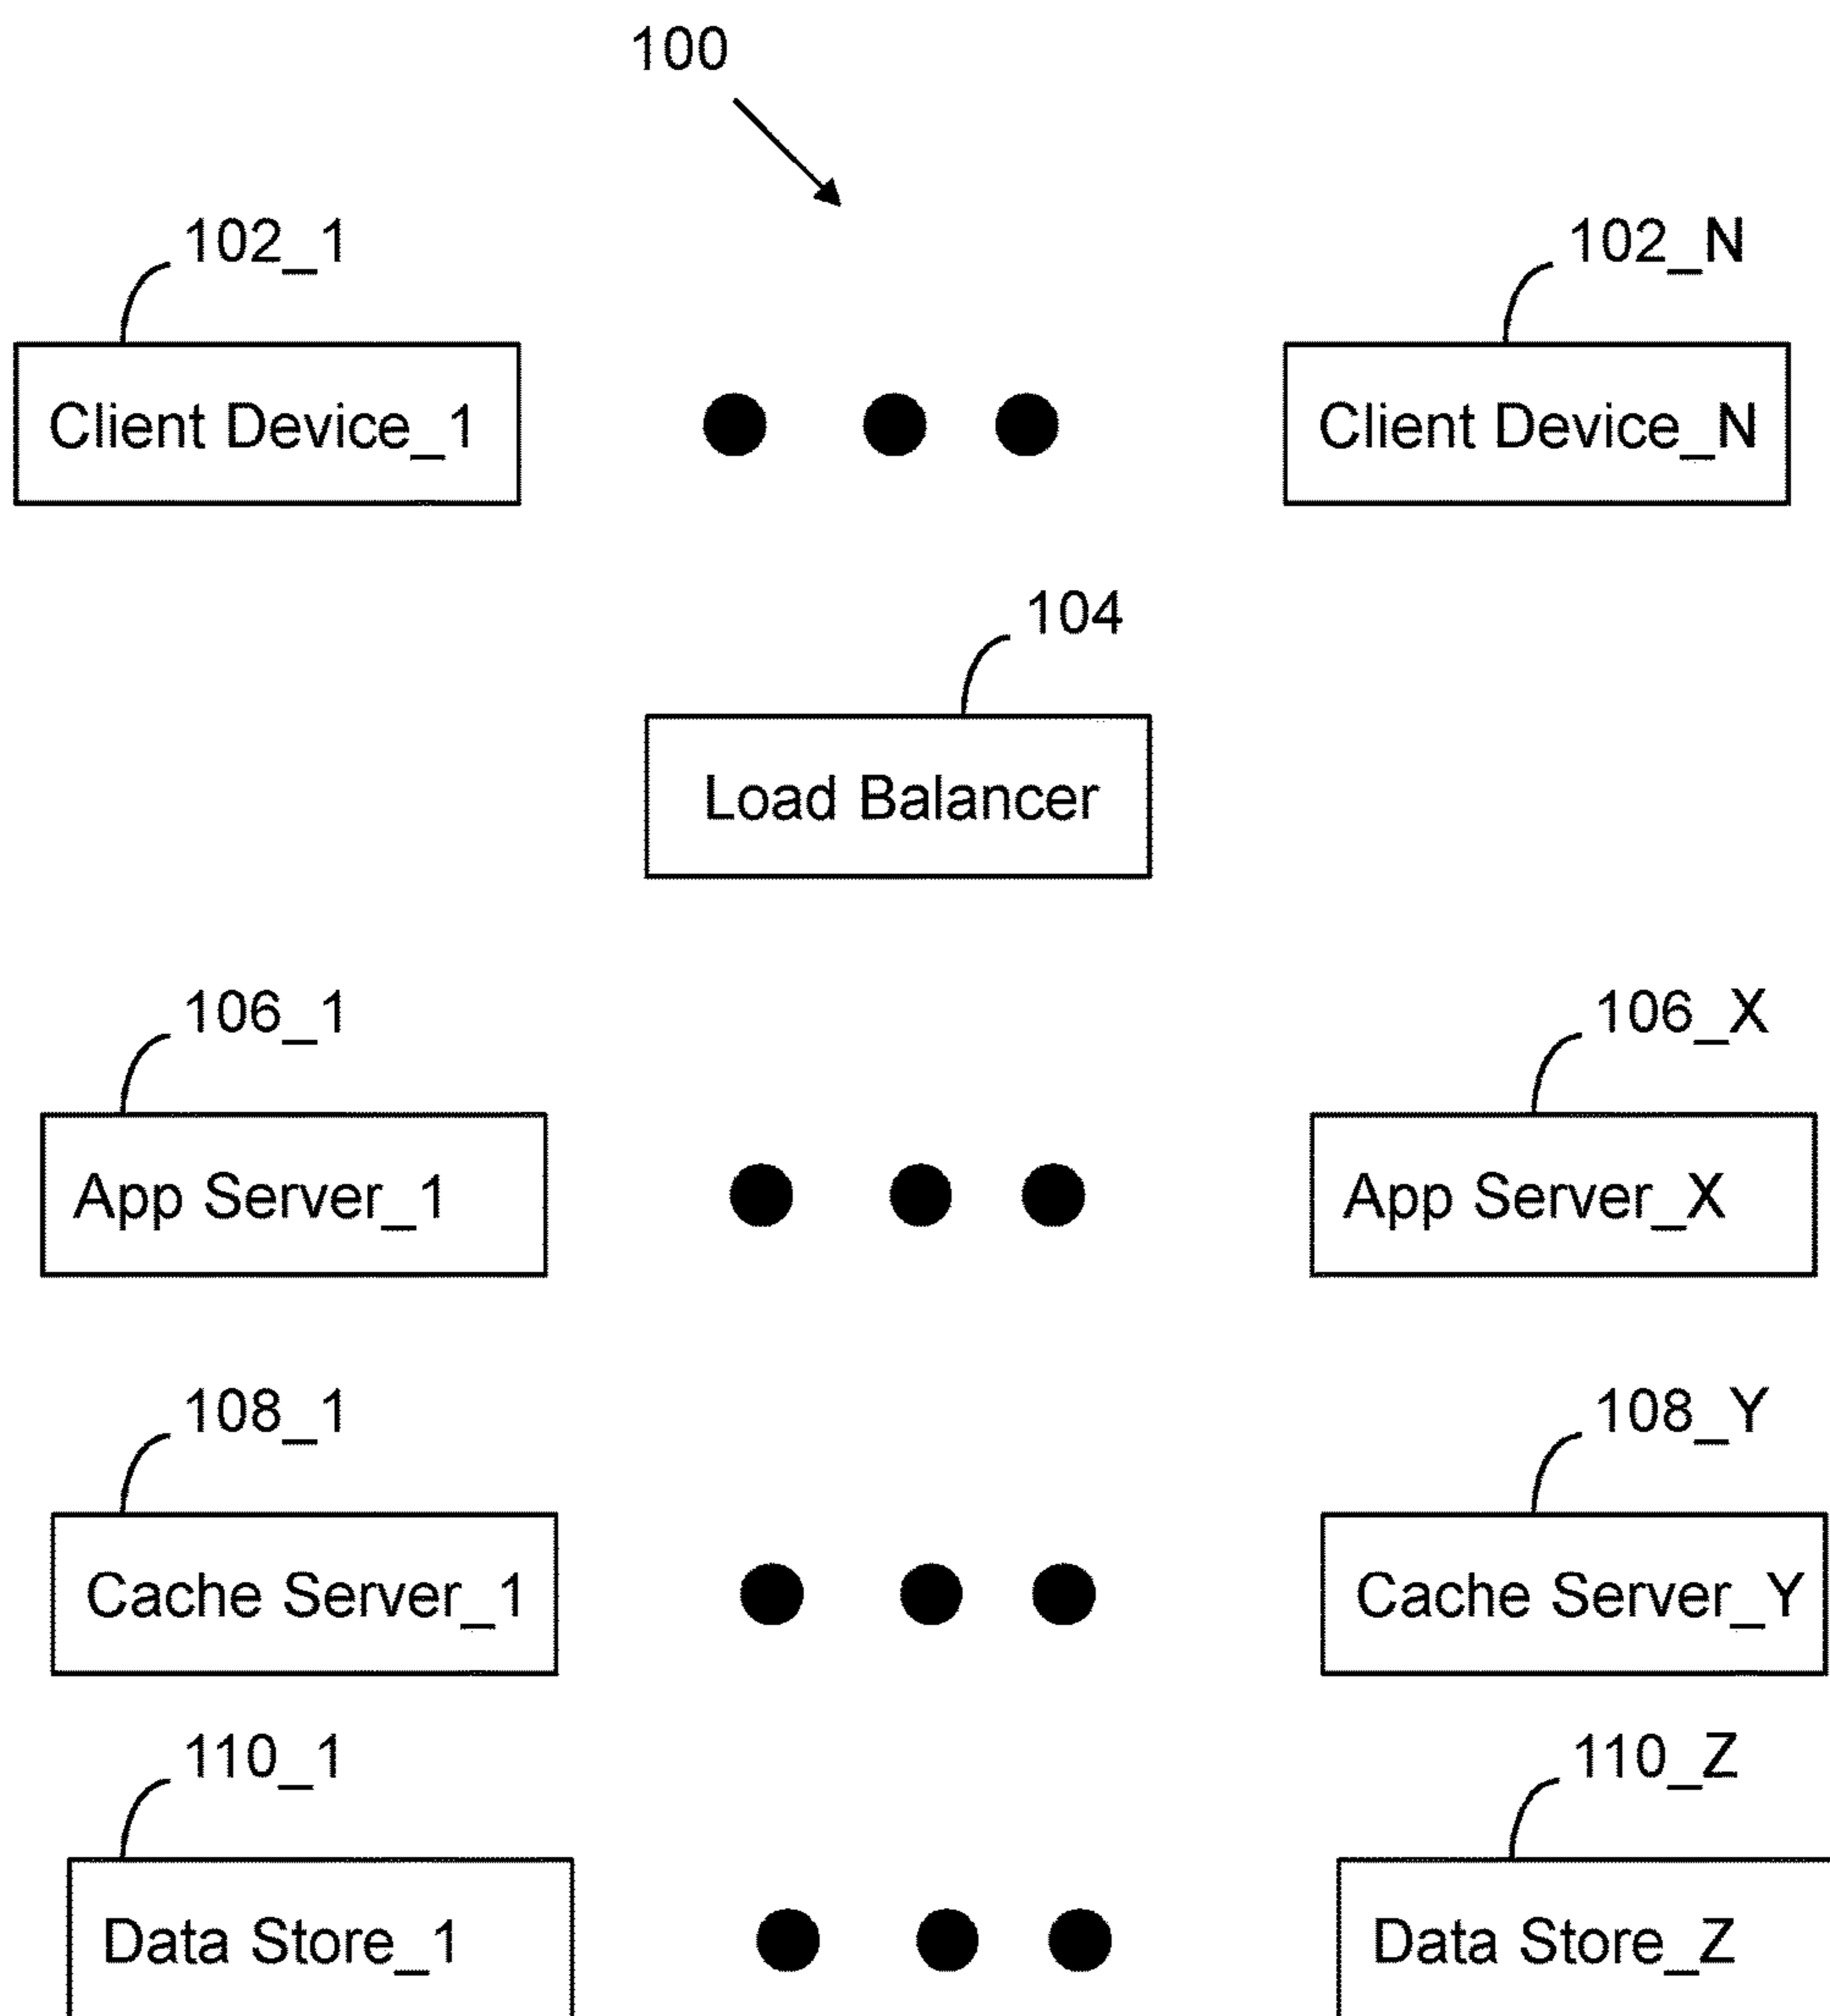 100
102_1
102_N
Client Device_1
Client Device_N
104
Load Balancer
106_1
106_X
App Server_1
App Server_X
108_1
108_Y
Cache Server_1
Cache Server_Y
110_1
110_Z
Data Store_1
Data Store_Z